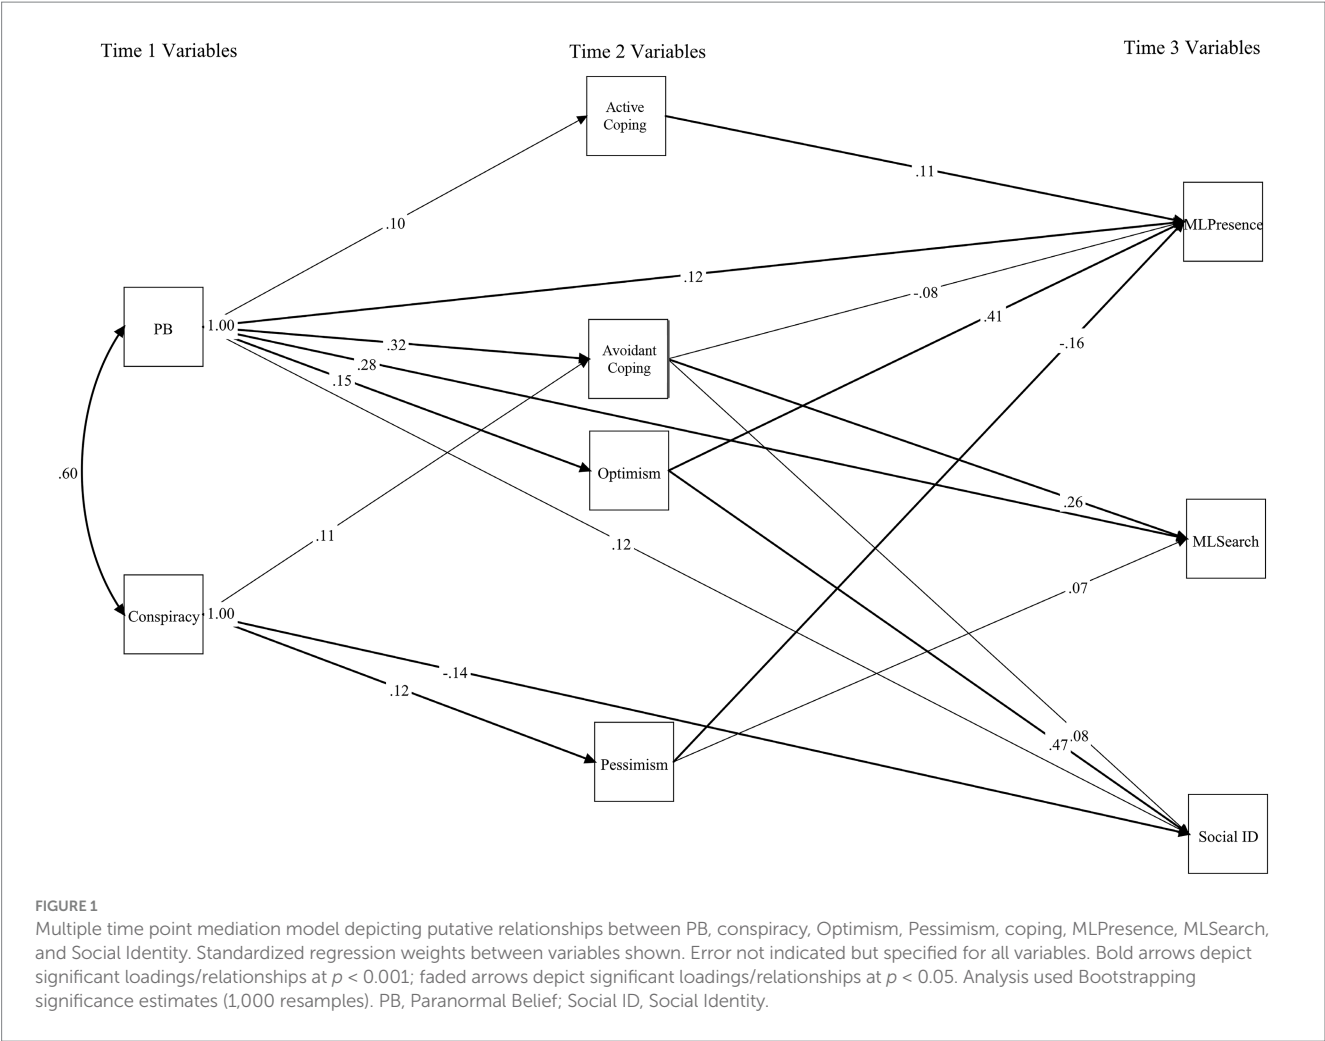 Time 1 Variables
Time 2 Variables
Time 3 Variables
Active
Coping
.11
MLPresence
.10
.12
-.08
PB
1.00
.32
.28
.15
Avoidant
Coping
.41
-.16
.60
Optimism
.26
.11
.12
MLSearch
.07
Conspiracy
1.00
-.14
.12
.08
.47
Pessimism
Social ID
FIGURE 1
Multiple time point mediation model depicting putative relationships between PB, conspiracy, Optimism, Pessimism, coping, MLPresence, MLSearch,
and Social Identity. Standardized regression weights between variables shown. Error not indicated but specified for all variables. Bold arrows depict
significant loadings/relationships at p < 0.001; faded arrows depict significant loadings/relationships at p < 0.05. Analysis used Bootstrapping
significance estimates (1,000 resamples). PB, Paranormal Belief; Social ID, Social Identity.